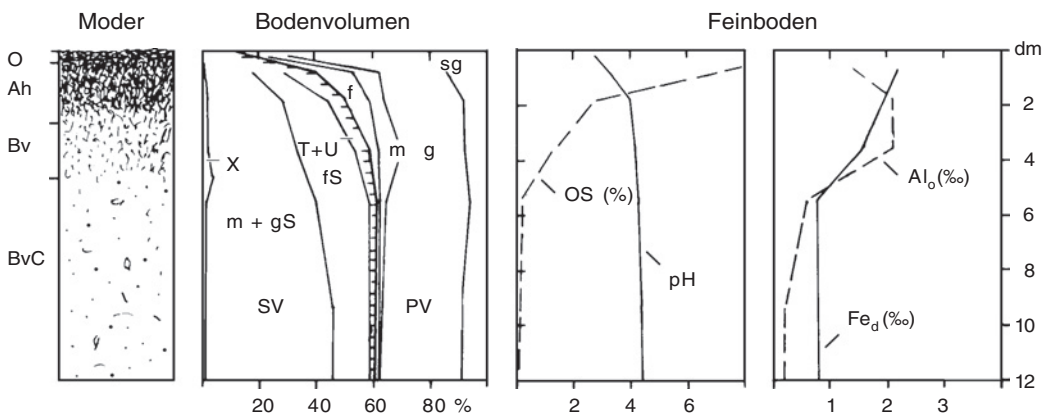 Moder
Bodenvolumen
Feinboden
dm
O
Ah
Bv
BvC
sg
f
T+U
fS
m g
X
m + gS
SV
PV
20 40 60 80 %
OS (%)
pH
2 4 6
Al₀(‰)
Fe_d(‰)
1 2 3
2
4
6
8
10
12